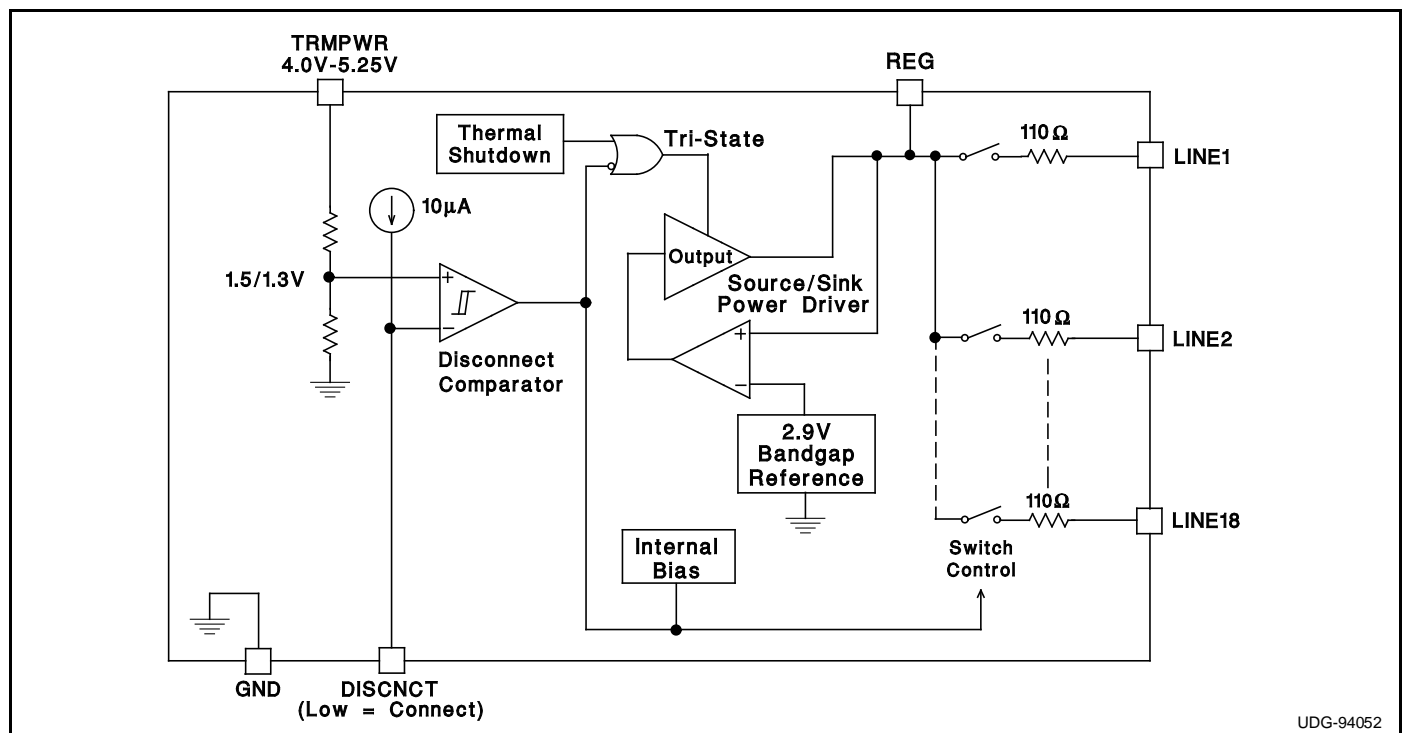 TRMPWR
4.0V-5.25V
REG
Thermal
Shutdown
Tri-State
110Ω
LINE1
10µA
Output
1.5/1.3V
+
−
Source/Sink
Power Driver
Disconnect
Comparator
+
−
110Ω
LINE2
2.9V
Bandgap
Reference
110Ω
LINE18
Internal
Bias
Switch
Control
GND
DISCNCT
(Low = Connect)
UDG-94052